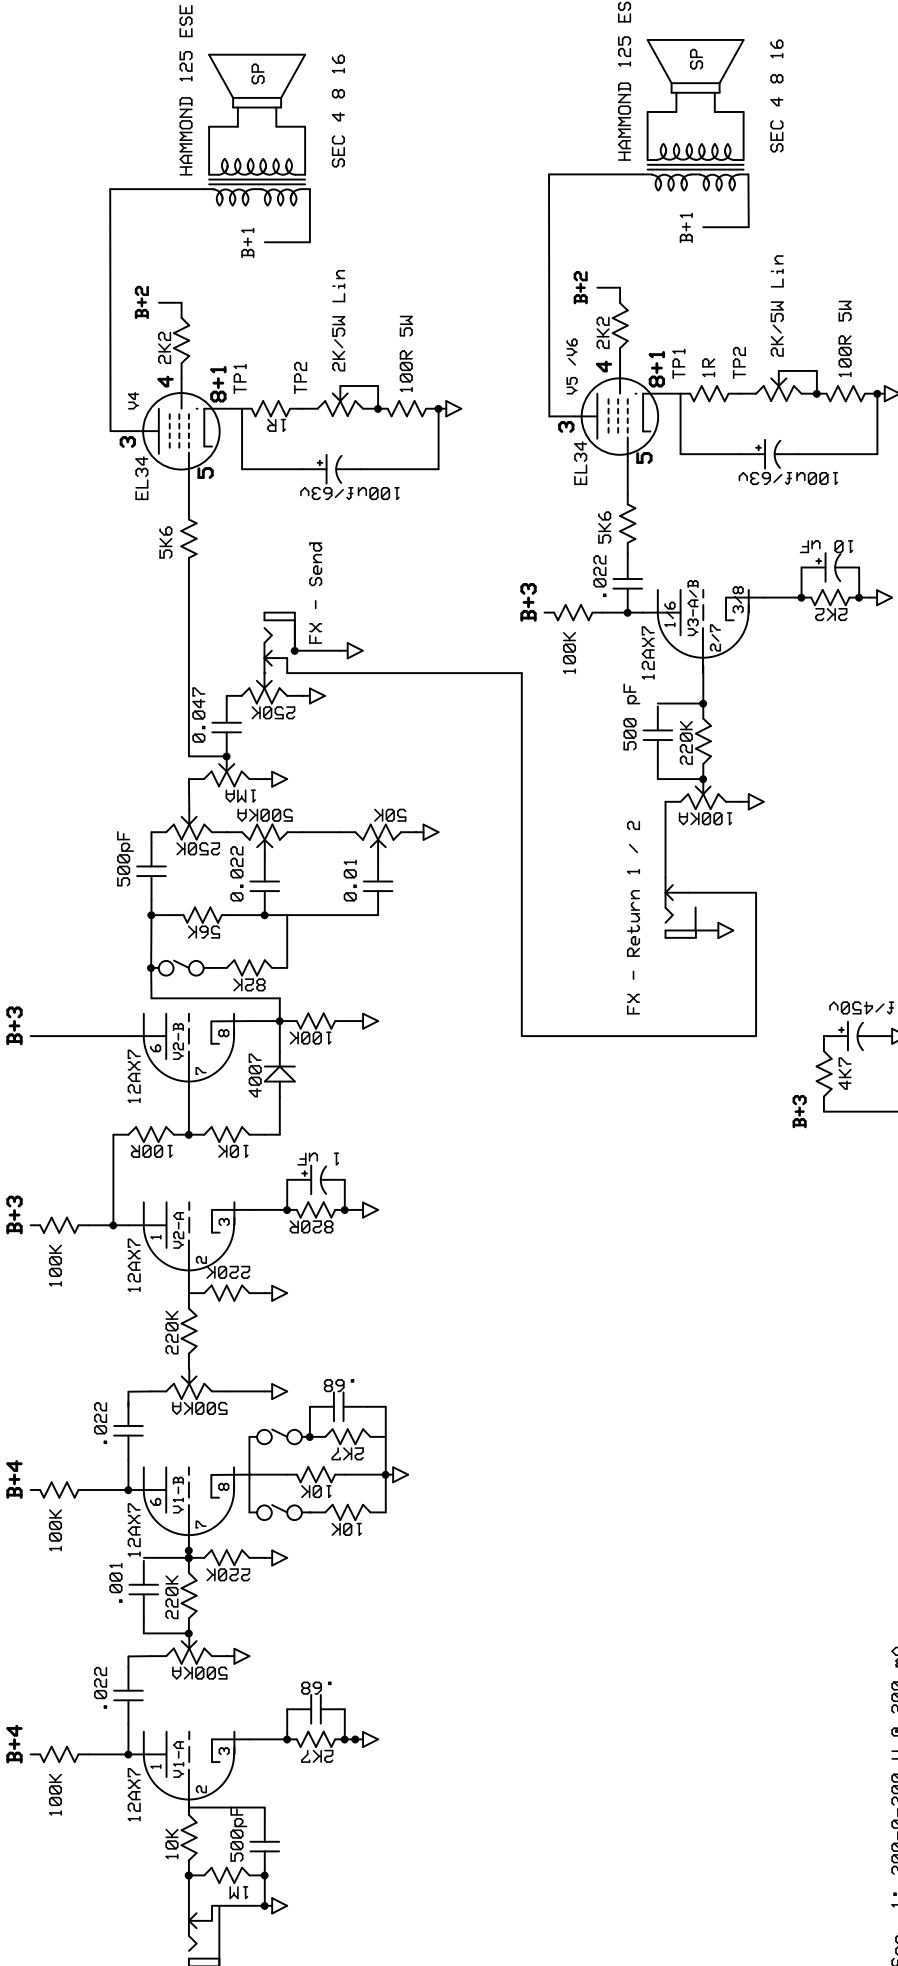 B+4
100K
12AX7
.022
1
V1-A
2
3
10K
500pF
1M
2K7
.68
500KA
.001
220K
220K
B+4
100K
12AX7
.022
6
V1-B
7
8
500KA
10K
10K
2K7
.68
220K
220K
B+3
100K
12AX7
1
V2-A
2
3
820R
1 uF
100R
10K
B+3
12AX7
6
V2-B
7
8
4007
100K
82K
56K
500pF
250K
0.022
500KA
0.01
50K
1MA
0.047
250K
FX - Send
5K6
EL34
V4
3
4
5
8+1
2K2
B+2
TP1
1R
TP2
2K/5W Lin
100R 5W
100uf/63v
B+1
HAMMOND 125 ESE
SP
SEC 4 8 16
FX - Return 1 / 2
100KA
500 pF
220K
B+3
100K
12AX7
1/6
V3-A/B
2/7
3/8
2K2
10 uF
.022
5K6
EL34
V5 /V6
3
4
5
8+1
2K2
B+2
TP1
1R
TP2
2K/5W Lin
100R 5W
100uf/63v
B+1
HAMMOND 125 ES
SP
SEC 4 8 16
B+3
4K7
f/450v
1: 300-0-300 V @ 200 mA